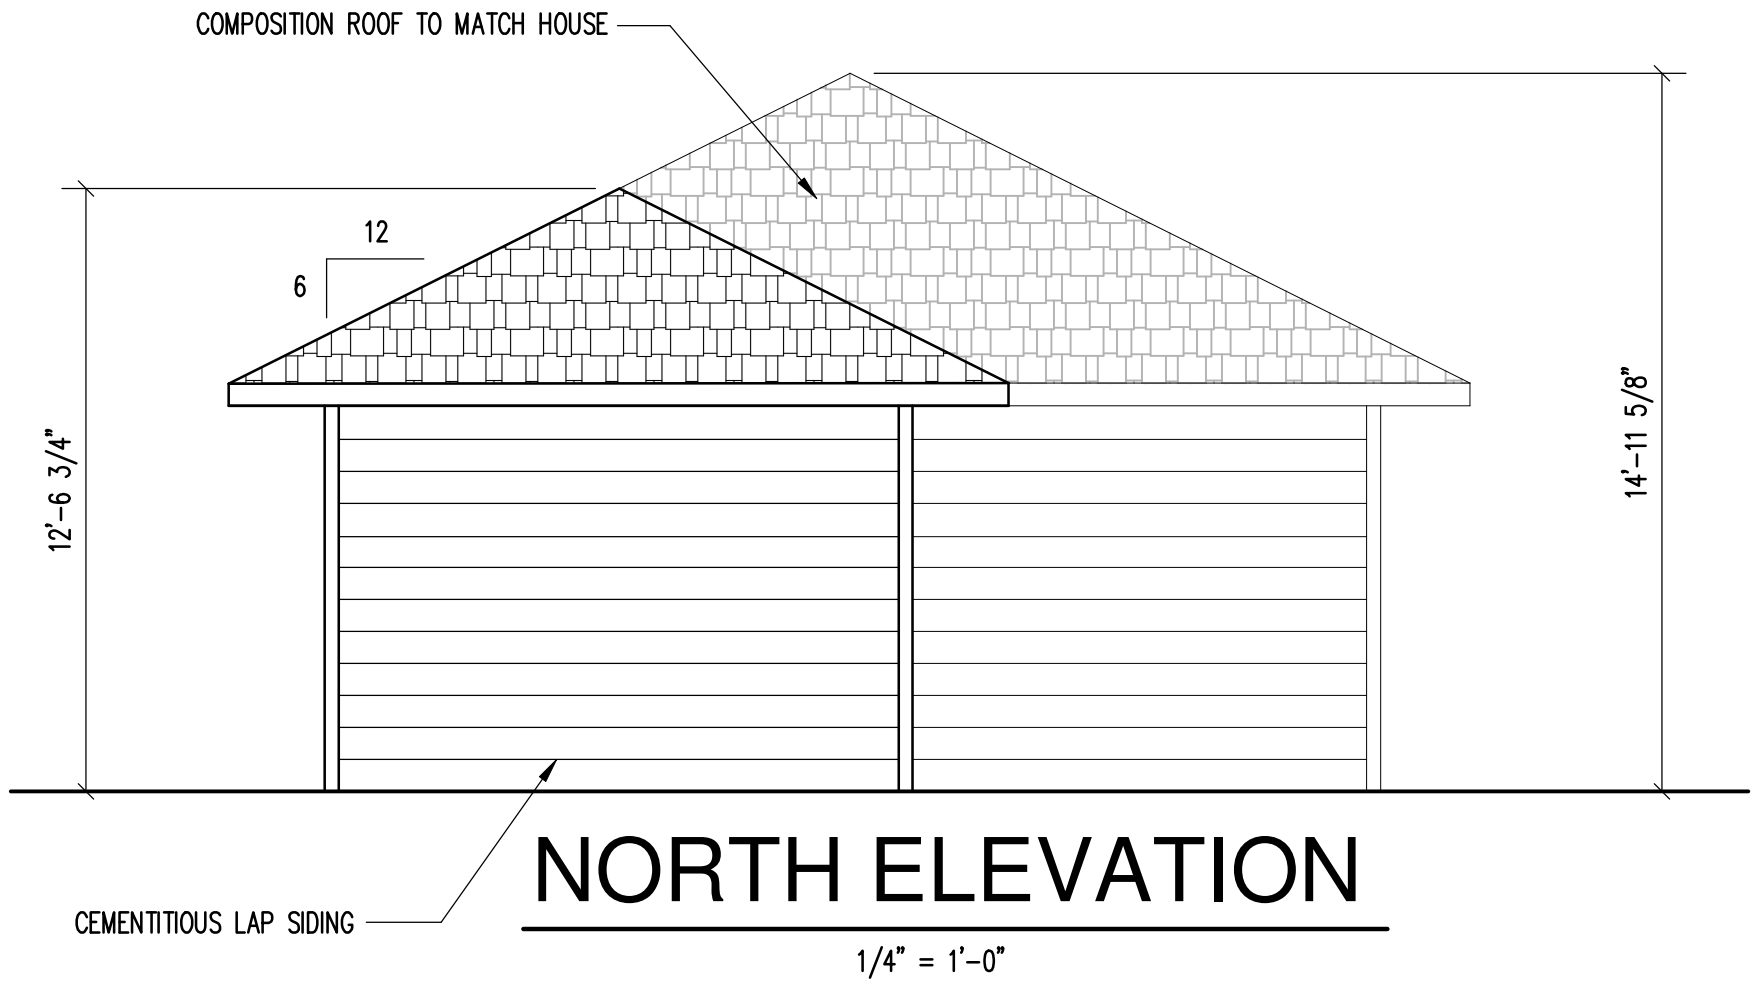 COMPOSITION ROOF TO MATCH HOUSE
12
6
12'-6 3/4"
14'-11 5/8"
NORTH ELEVATION
CEMENTITIOUS LAP SIDING
1/4" = 1'-0"